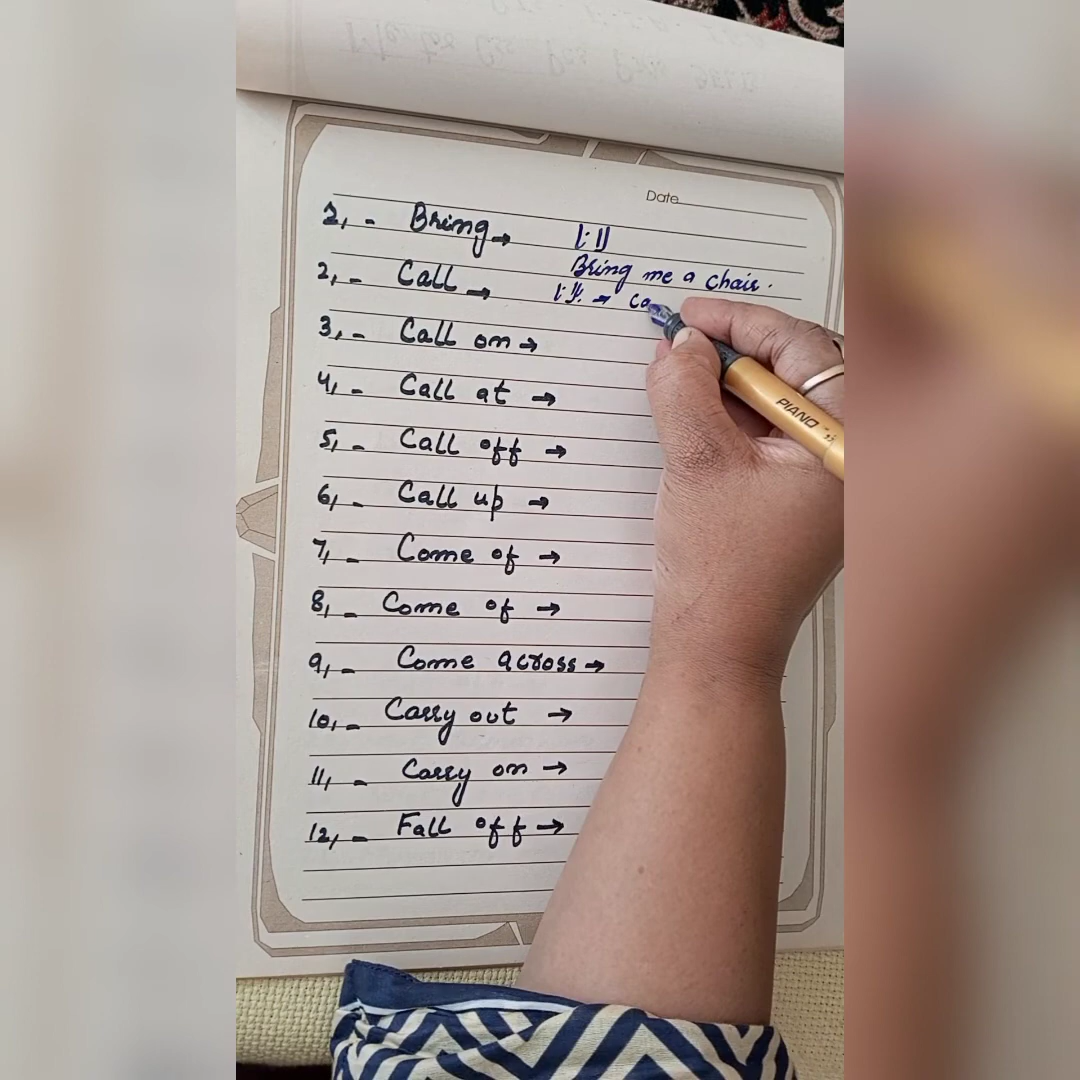 Date
1, - Bring →
لانا
Bring me a chair.
2, - Call →
→ Ca
3, - Call on →
4, - Call at →
5, - Call off →
6, - Call up →
7, - Come of →
8, - Come of →
9, - Come across →
10, - Carry out →
11, - Carry on →
12, - Fall off →
PIANO